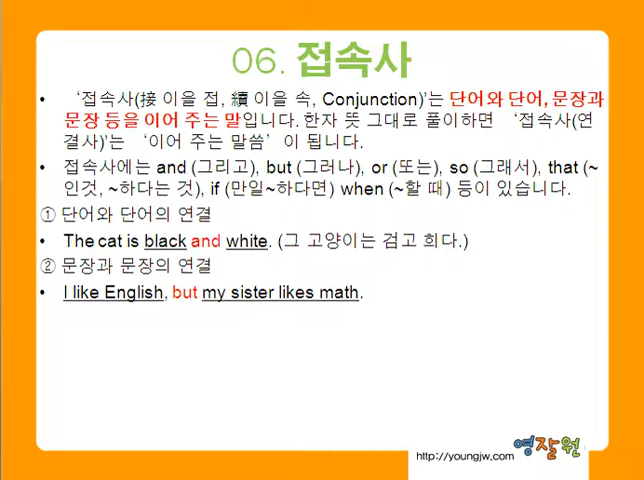 06. 접속사
• ‘접속사(接 이을 접, 續 이을 속, Conjunction)’는 단어와 단어, 문장과
문장 등을 이어 주는 말입니다. 한자 뜻 그대로 풀이하면 ‘접속사(연
결사)’는 ‘이어 주는 말씀’이 됩니다.
• 접속사에는 and (그리고), but (그러나), or (또는), so (그래서), that (~
인것, ~하다는 것), if (만일~하다면) when (~할 때) 등이 있습니다.
① 단어와 단어의 연결
• The cat is black and white. (그 고양이는 검고 희다.)
② 문장과 문장의 연결
• I like English, but my sister likes math.
http://youngjw.com 영잘원